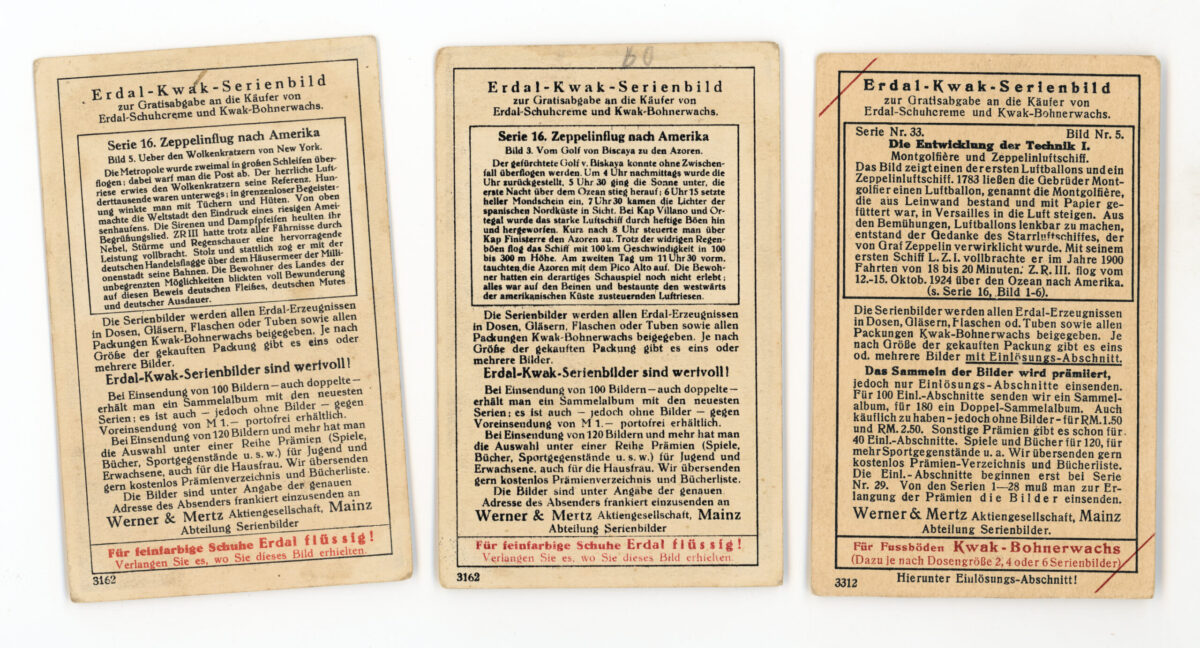 Erdal-Kwak-Serienbild
zur Gratisabgabe an die Käufer von
Erdal-Schuhcreme und Kwak-Bohnerwachs.
Serie 16. Zeppelinflug nach Amerika
Bild 5. Ueber den Wolkenkratzern von New York.
Die Metropole wurde zweimal in großen Schleifen über-
flogen; dabei warf man die Post ab. Der herrliche Luft-
riese erwies den Wolkenkratzern seine Referenz. Hun-
derttausende waren unterwegs; in grenzenloser Begeister-
ung winkte man mit Tüchern und Hüten. Von oben
machte die Weltstadt den Eindruck eines riesigen Amei-
senhaufens. Die Sirenen und Dampfpfeifen heulten ihr
Begrüßungslied. ZR III hatte trotz aller Fährnisse durch
Nebel, Stürme und Regenschauer eine hervorragende
Leistung vollbracht. Stolz und stattlich zog er mit der
deutschen Handelsflagge über dem Häusermeer der Milli-
onenstadt seine Bahnen. Die Bewohner des Landes der
unbegrenzten Möglichkeiten blickten voll Bewunderung
auf diesen Beweis deutschen Fleißes, deutschen Mutes
und deutscher Ausdauer.
Die Serienbilder werden allen Erdal-Erzeugnissen
in Dosen, Gläsern, Flaschen oder Tuben sowie allen
Packungen Kwak-Bohnerwachs beigegeben. Je nach
Größe der gekauften Packung gibt es eins oder
mehrere Bilder.
Erdal-Kwak-Serienbilder sind wertvoll!
Bei Einsendung von 100 Bildern — auch doppelte —
erhält man ein Sammelalbum mit den neuesten
Serien; es ist auch — jedoch ohne Bilder — gegen
Voreinsendung von M 1.— portofrei erhältlich.
Bei Einsendung von 120 Bildern und mehr hat man
die Auswahl unter einer Reihe Prämien (Spiele,
Bücher, Sportgegenstände u. s. w.) für Jugend und
Erwachsene, auch für die Hausfrau. Wir übersenden
gern kostenlos Prämienverzeichnis und Bücherliste.
Die Bilder sind unter Angabe der genauen
Adresse des Absenders frankiert einzusenden an
Werner & Mertz Aktiengesellschaft, Mainz
Abteilung Serienbilder
Für feinfarbige Schuhe Erdal flüssig!
Verlangen Sie es, wo Sie dieses Bild erhielten.
3162
Erdal-Kwak-Serienbild
zur Gratisabgabe an die Käufer von
Erdal-Schuhcreme und Kwak-Bohnerwachs.
Serie 16. Zeppelinflug nach Amerika
Bild 3. Vom Golf von Biscaya zu den Azoren.
Der gefürchtete Golf v. Biskaya konnte ohne Zwischen-
fall überflogen werden. Um 4 Uhr nachmittags wurde die
Uhr zurückgestellt, 5 Uhr 30 ging die Sonne unter, die
erste Nacht über dem Ozean stieg herauf; 6 Uhr 15 setzte
heller Mondschein ein, 7 Uhr 30 kamen die Lichter der
spanischen Nordküste in Sicht. Bei Kap Villano und Or-
tegal wurde das starke Luftschiff durch heftige Böen hin
und hergeworfen. Kurz nach 8 Uhr steuerte man über
Kap Finisterre den Azoren zu. Trotz der widrigen Regen-
böen flog das Schiff mit 100 km Geschwindigkeit in 100
bis 300 m Höhe. Am zweiten Tag um 11 Uhr 30 vorm.
tauchten die Azoren mit dem Pico Alto auf. Die Bewoh-
ner hatten ein derartiges Schauspiel noch nicht erlebt;
alles war auf den Beinen und bestaunte den westwärts
der amerikanischen Küste zusteuernden Luftriesen.
Die Serienbilder werden allen Erdal-Erzeugnissen
in Dosen, Gläsern, Flaschen oder Tuben sowie allen
Packungen Kwak-Bohnerwachs beigegeben. Je nach
Größe der gekauften Packung gibt es eins oder
mehrere Bilder.
Erdal-Kwak-Serienbilder sind wertvoll!
Bei Einsendung von 100 Bildern — auch doppelte —
erhält man ein Sammelalbum mit den neuesten
Serien; es ist auch — jedoch ohne Bilder — gegen
Voreinsendung von M 1.— portofrei erhältlich.
Bei Einsendung von 120 Bildern und mehr hat man
die Auswahl unter einer Reihe Prämien (Spiele,
Bücher, Sportgegenstände u. s. w.) für Jugend und
Erwachsene, auch für die Hausfrau. Wir übersenden
gern kostenlos Prämienverzeichnis und Bücherliste.
Die Bilder sind unter Angabe der genauen
Adresse des Absenders frankiert einzusenden an
Werner & Mertz Aktiengesellschaft, Mainz
Abteilung Serienbilder
Für feinfarbige Schuhe Erdal flüssig!
Verlangen Sie es, wo Sie dieses Bild erhielten.
3162
Erdal-Kwak-Serienbild
zur Gratisabgabe an die Käufer von
Erdal-Schuhcreme und Kwak-Bohnerwachs.
Serie Nr. 33. Bild Nr. 5.
Die Entwicklung der Technik I.
Montgolfière und Zeppelinluftschiff.
Das Bild zeigt einen der ersten Luftballons und ein
Zeppelinluftschiff. 1783 ließen die Gebrüder Mont-
golfier einen Luftballon, genannt die Montgolfière,
die aus Leinwand bestand und mit Papier ge-
füttert war, in Versailles in die Luft steigen. Aus
den Bemühungen, Luftballons lenkbar zu machen,
entstand der Gedanke des Starrluftschiffes, der
von Graf Zeppelin verwirklicht wurde. Mit seinem
ersten Schiff L. Z. I. vollbrachte er im Jahre 1900
Fahrten von 18 bis 20 Minuten. Z. R. III. flog vom
12.-15. Oktob. 1924 über den Ozean nach Amerika.
(s. Serie 16, Bild 1-6).
Die Serienbilder werden allen Erdal-Erzeugnissen
in Dosen, Gläsern, Flaschen od. Tuben sowie allen
Packungen Kwak-Bohnerwachs beigegeben. Je
nach Größe der gekauften Packung gibt es eins
od. mehrere Bilder mit Einlösungs-Abschnitt.
Das Sammeln der Bilder wird prämiiert,
jedoch nur Einlösungs-Abschnitte einsenden.
Für 100 Einl.-Abschnitte senden wir ein Sammel-
album, für 180 ein Doppel-Sammelalbum. Auch
käuflich zu haben - jedoch ohne Bilder - für RM. 1.50
und RM. 2.50. Sonstige Prämien gibt es schon für
40 Einl.-Abschnitte. Spiele und Bücher für 120, für
mehr Sportgegenstände u. a. Wir übersenden gern
kostenlos Prämien-Verzeichnis und Bücherliste.
Die Einl.-Abschnitte beginnen erst bei Serie
Nr. 29. Von den Serien 1—28 muß man zur Er-
langung der Prämien die Bilder einsenden.
Werner & Mertz Aktiengesellschaft, Mainz
Abteilung Serienbilder.
Für Fussböden Kwak-Bohnerwachs
(Dazu je nach Dosengröße 2, 4 oder 6 Serienbilder)
3312 Hierunter Einlösungs-Abschnitt!